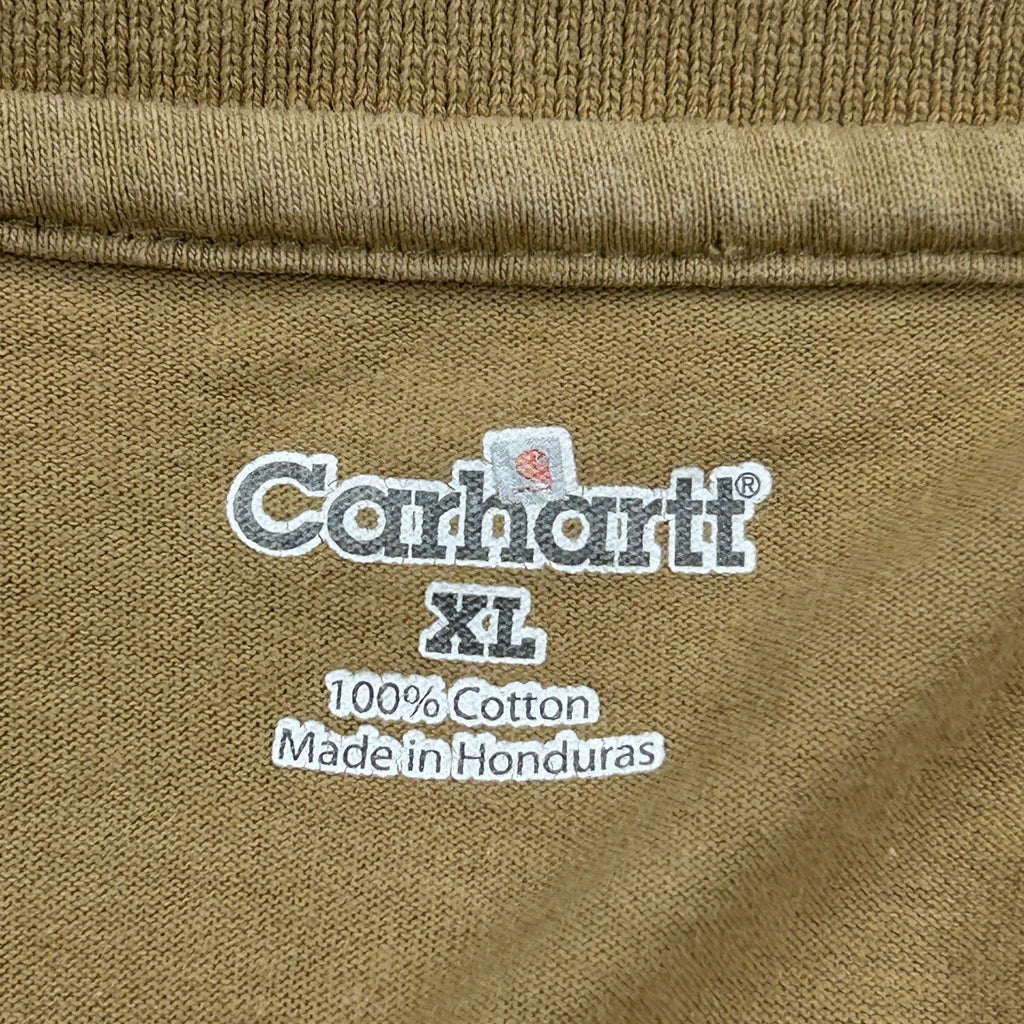 Carhartt®
XL
100% Cotton
Made in Honduras